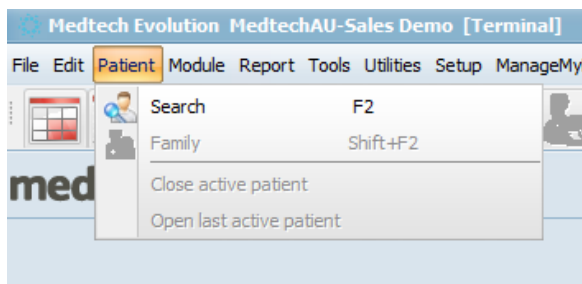 Medtech Evolution MedtechAU-Sales Demo [Terminal]
File Edit Patient Module Report Tools Utilities Setup ManageMy
Search F2
Family Shift+F2
med
Close active patient
Open last active patient